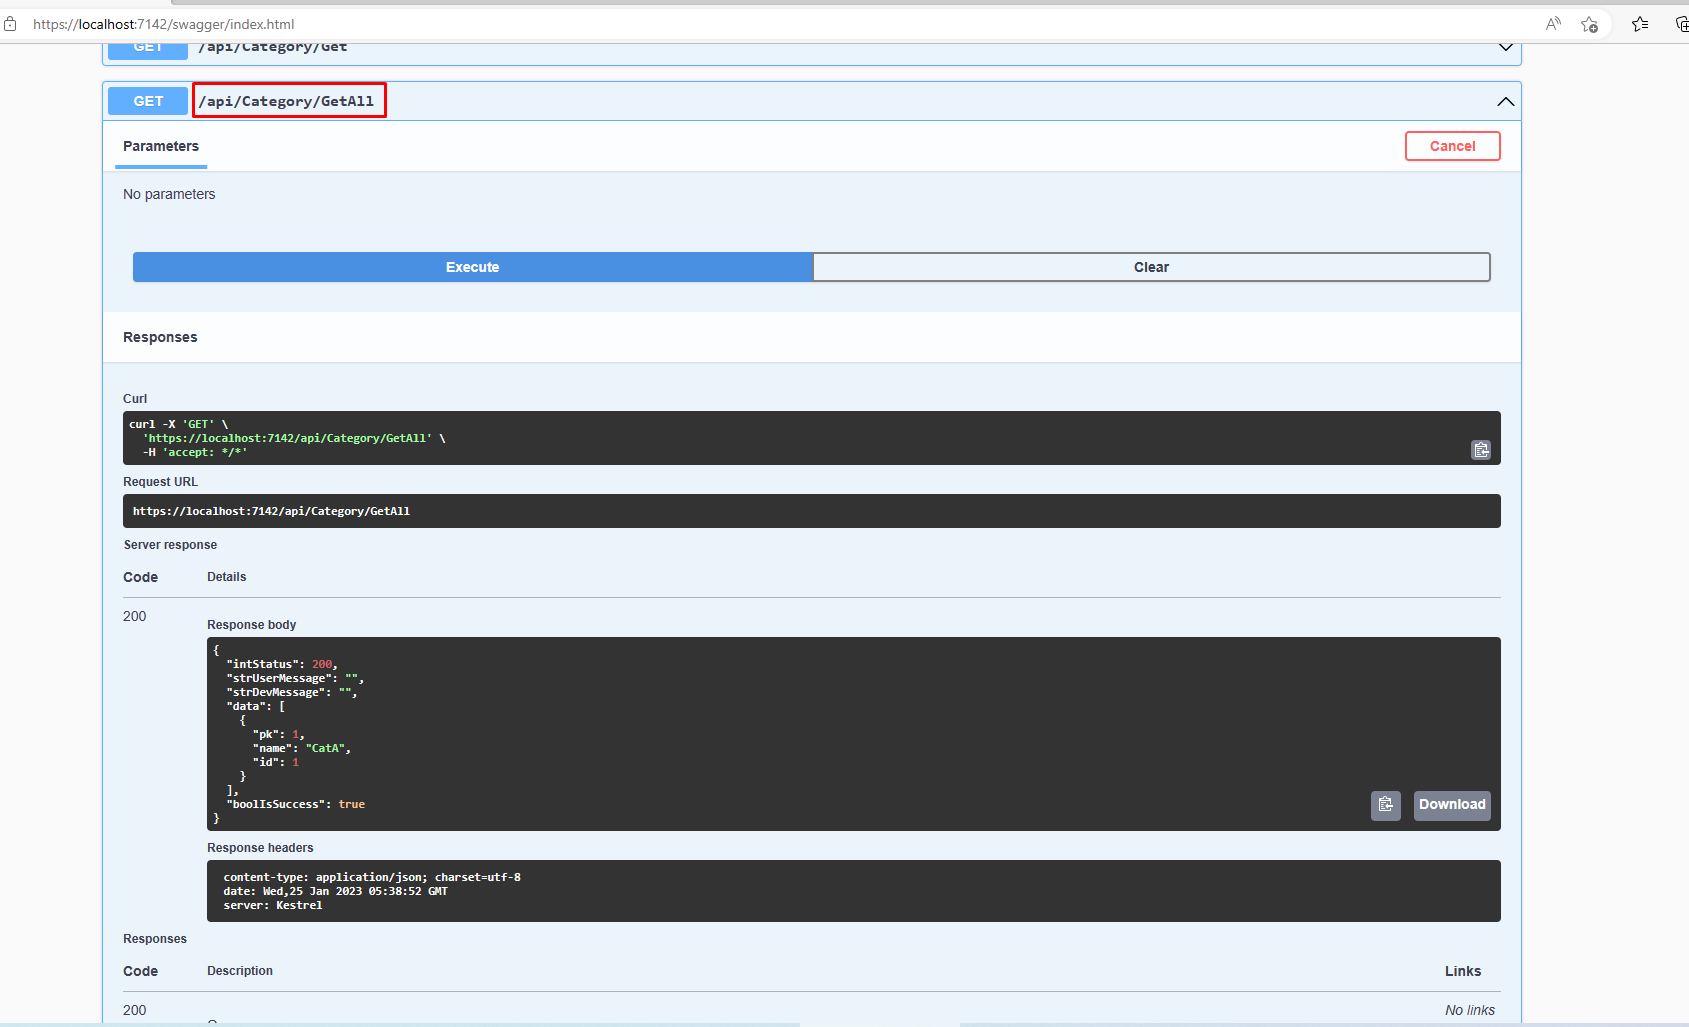 https://localhost:7142/swagger/index.html
GET /api/Category/Get
GET /api/Category/GetAll
Parameters
Cancel
No parameters
Execute
Clear
Responses
Curl
curl -X 'GET' \
'https://localhost:7142/api/Category/GetAll' \
-H 'accept: */*'
Request URL
https://localhost:7142/api/Category/GetAll
Server response
Code Details
200
Response body
{
"intStatus": 200,
"strUserMessage": "",
"strDevMessage": "",
"data": [
{
"pk": 1,
"name": "CatA",
"id": 1
}
],
"boolIsSuccess": true
}
Download
Response headers
content-type: application/json; charset=utf-8
date: Wed,25 Jan 2023 05:38:52 GMT
server: Kestrel
Responses
Code Description Links
200 No links